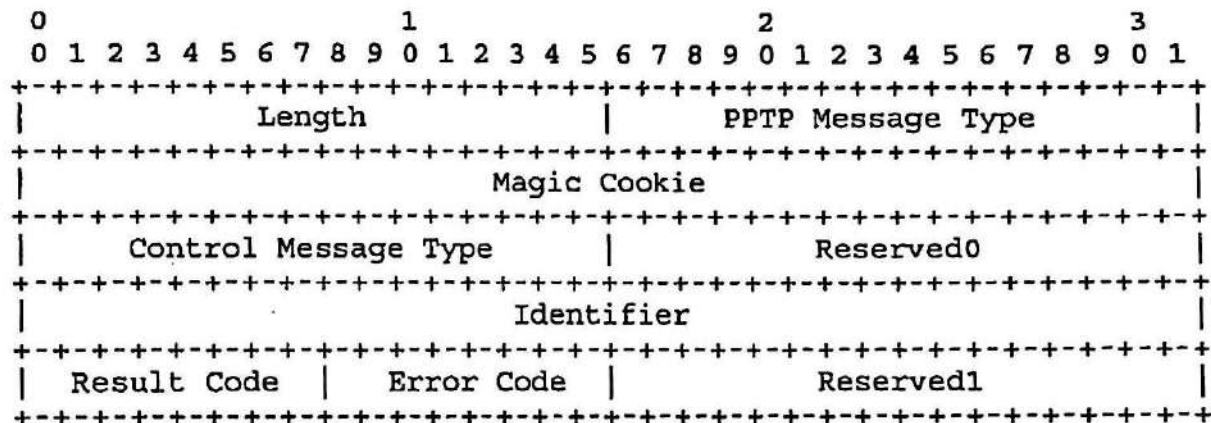 0                   1                   2                   3
 0 1 2 3 4 5 6 7 8 9 0 1 2 3 4 5 6 7 8 9 0 1 2 3 4 5 6 7 8 9 0 1
+-+-+-+-+-+-+-+-+-+-+-+-+-+-+-+-+-+-+-+-+-+-+-+-+-+-+-+-+-+-+-+
|            Length             |      PPTP Message Type        |
+-+-+-+-+-+-+-+-+-+-+-+-+-+-+-+-+-+-+-+-+-+-+-+-+-+-+-+-+-+-+-+
|                         Magic Cookie                          |
+-+-+-+-+-+-+-+-+-+-+-+-+-+-+-+-+-+-+-+-+-+-+-+-+-+-+-+-+-+-+-+
|     Control Message Type      |           Reserved0           |
+-+-+-+-+-+-+-+-+-+-+-+-+-+-+-+-+-+-+-+-+-+-+-+-+-+-+-+-+-+-+-+
|                          Identifier                           |
+-+-+-+-+-+-+-+-+-+-+-+-+-+-+-+-+-+-+-+-+-+-+-+-+-+-+-+-+-+-+-+
|  Result Code  |  Error Code   |           Reserved1           |
+-+-+-+-+-+-+-+-+-+-+-+-+-+-+-+-+-+-+-+-+-+-+-+-+-+-+-+-+-+-+-+